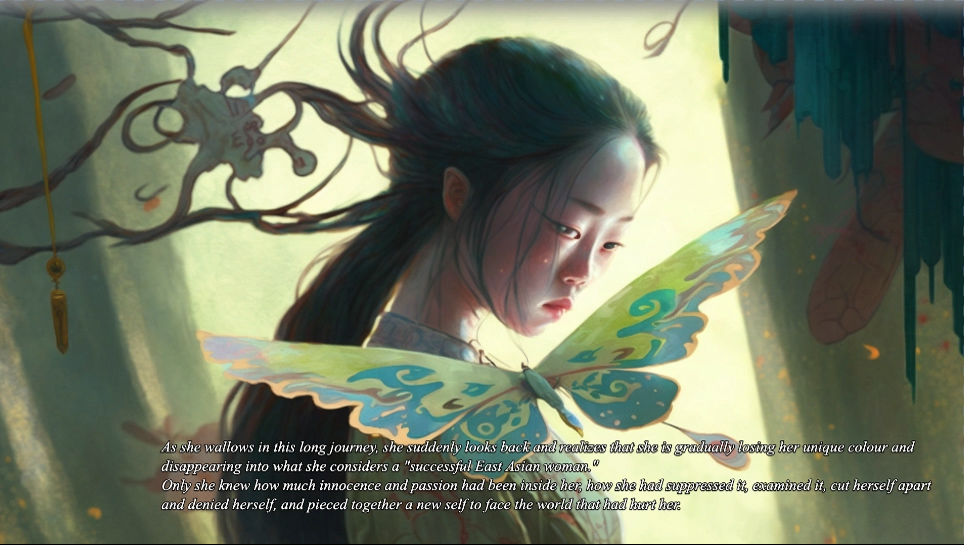 As she wallows in this long journey, she suddenly looks back and realizes that she is gradually losing her unique colour and
disappearing into what she considers a "successful East Asian woman."
Only she knew how much innocence and passion had been inside her, how she had suppressed it, examined it, cut herself apart
and denied herself, and pieced together a new self to face the world that had hurt her.